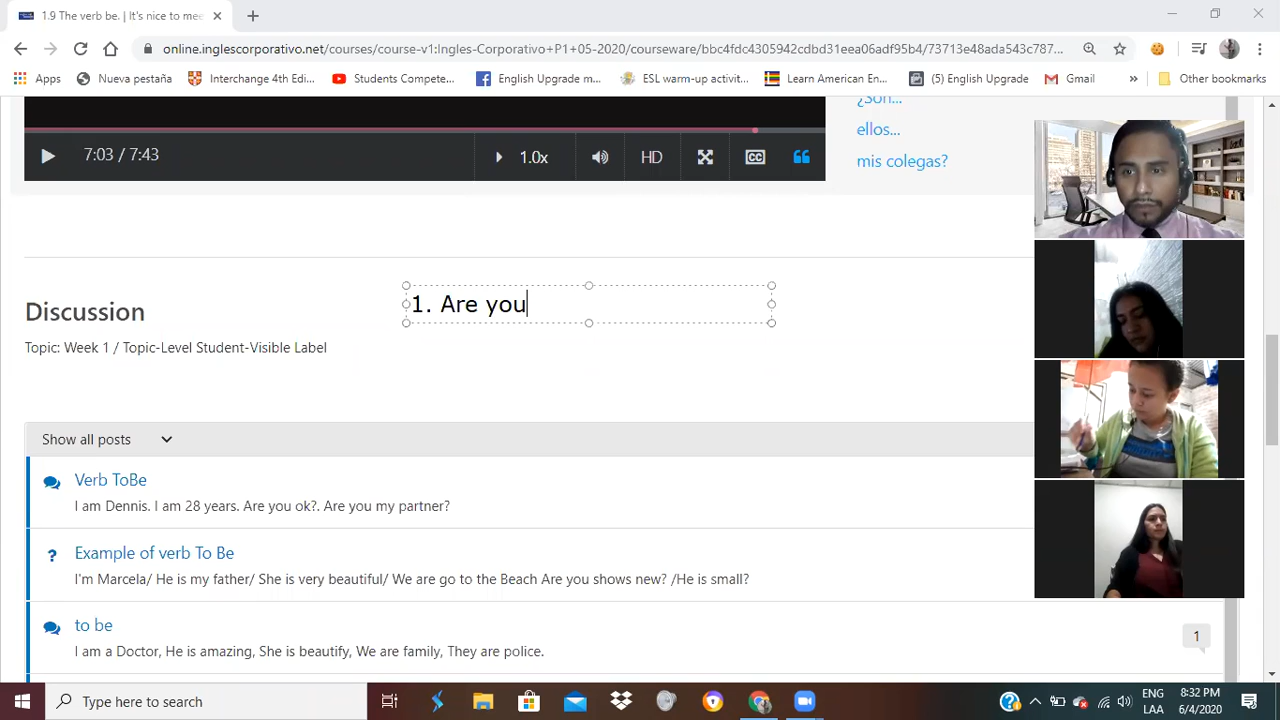 1.9 The verb be. | It's nice to mee
online.inglescorporativo.net/courses/course-v1:Ingles-Corporativo+P1+05-2020/courseware/bbc4fdc4305942cdbd31eea06adf95b4/73713e48ada543c787...
Apps
Nueva pestaña
Interchange 4th Edi...
Students Compete...
English Upgrade m...
ESL warm-up activit...
Learn American En...
(5) English Upgrade
Gmail
Other bookmarks
¿Son...
ellos...
mis colegas?
7:03 / 7:43
1.0x
HD
CC
1. Are you
Discussion
Topic: Week 1 / Topic-Level Student-Visible Label
Show all posts
Verb ToBe
I am Dennis. I am 28 years. Are you ok?. Are you my partner?
Example of verb To Be
I'm Marcela/ He is my father/ She is very beautiful/ We are go to the Beach Are you shows new? /He is small?
to be
1
I am a Doctor, He is amazing, She is beautify, We are family, They are police.
Type here to search
ENG
LAA
8:32 PM
6/4/2020